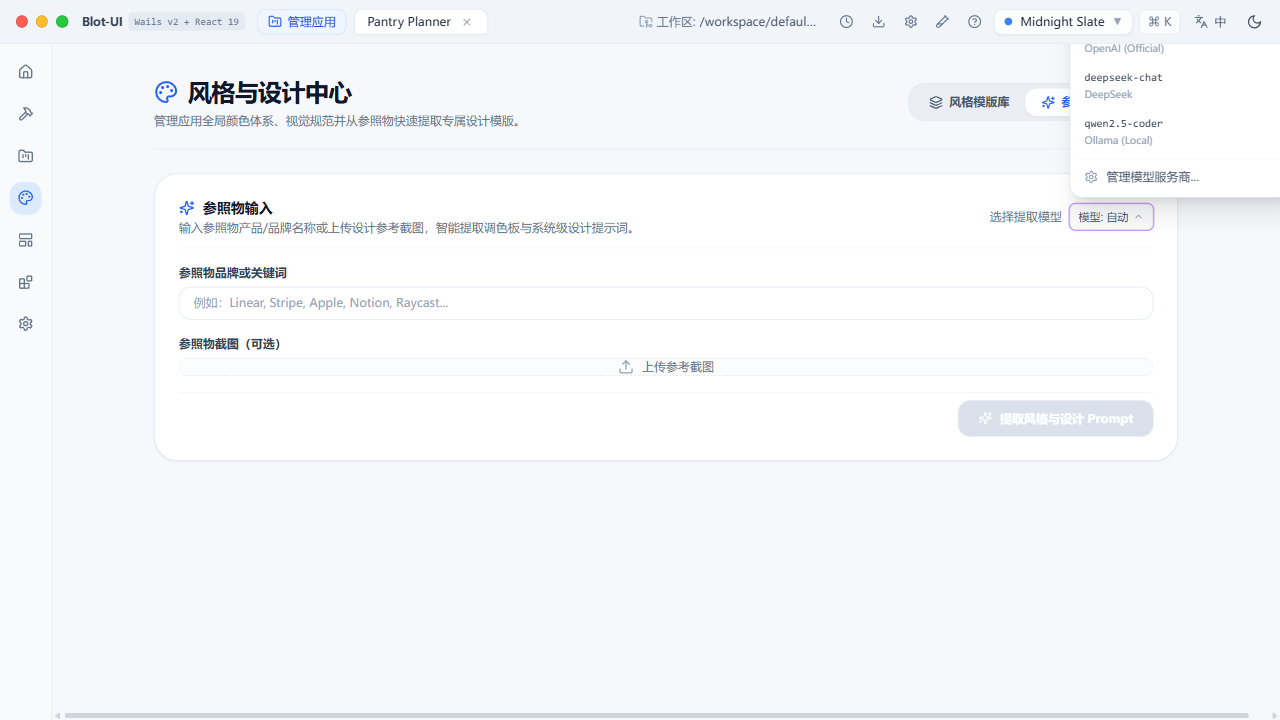 Blot-UI Wails v2 + React 19 管理应用 Pantry Planner 工作区: /workspace/defaul... Midnight Slate ⌘ K 中
OpenAI (Official)
deepseek-chat
DeepSeek
qwen2.5-coder
Ollama (Local)
管理模型服务商...
风格与设计中心
管理应用全局颜色体系、视觉规范并从参照物快速提取专属设计模版。
风格模版库
参照物输入
输入参照物产品/品牌名称或上传设计参考截图，智能提取调色板与系统级设计提示词。
选择提取模型 模型: 自动
参照物品牌或关键词
例如：Linear, Stripe, Apple, Notion, Raycast...
参照物截图（可选）
上传参考截图
提取风格与设计 Prompt